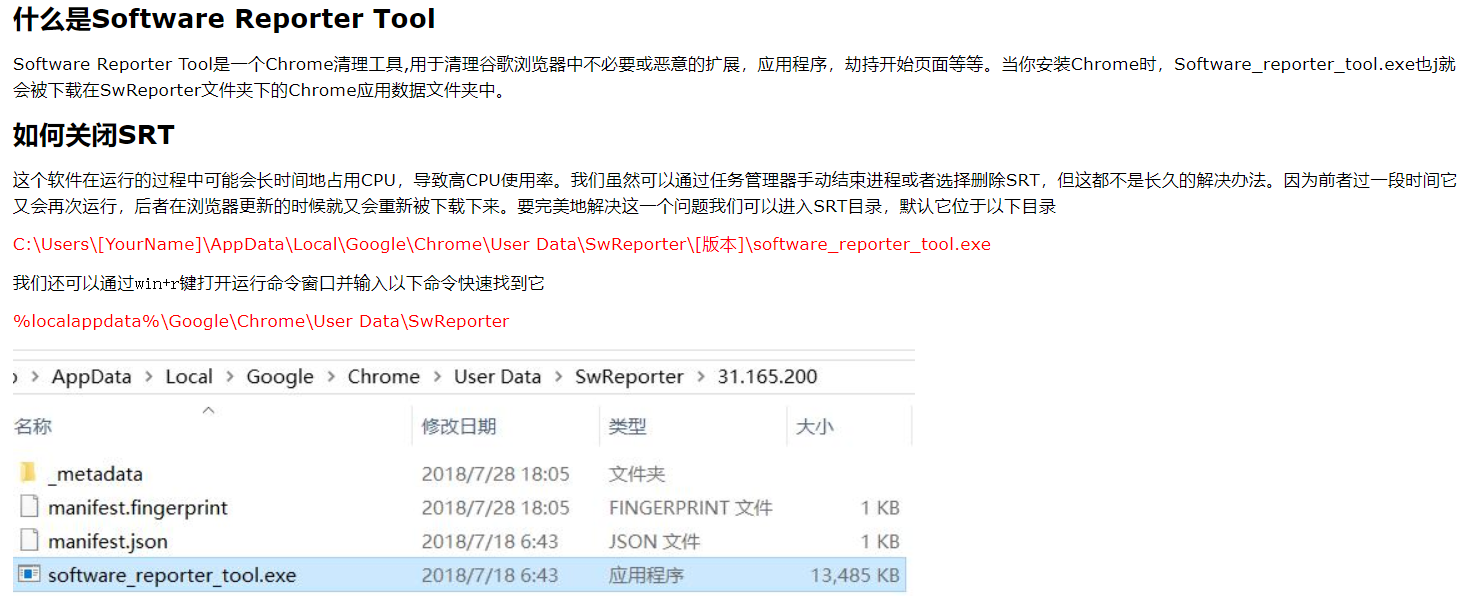 什么是Software Reporter Tool
Software Reporter Tool是一个Chrome清理工具,用于清理谷歌浏览器中不必要或恶意的扩展，应用程序，劫持开始页面等等。当你安装Chrome时，Software_reporter_tool.exe也j就
会被下载在SwReporter文件夹下的Chrome应用数据文件夹中。
如何关闭SRT
这个软件在运行的过程中可能会长时间地占用CPU，导致高CPU使用率。我们虽然可以通过任务管理器手动结束进程或者选择删除SRT，但这都不是长久的解决办法。因为前者过一段时间它
又会再次运行，后者在浏览器更新的时候就又会重新被下载下来。要完美地解决这一个问题我们可以进入SRT目录，默认它位于以下目录
C:\Users\[YourName]\AppData\Local\Google\Chrome\User Data\SwReporter\[版本]\software_reporter_tool.exe
我们还可以通过win+r键打开运行命令窗口并输入以下命令快速找到它
%localappdata%\Google\Chrome\User Data\SwReporter
› AppData › Local › Google › Chrome › User Data › SwReporter › 31.165.200
名称 修改日期 类型 大小
_metadata 2018/7/28 18:05 文件夹
manifest.fingerprint 2018/7/28 18:05 FINGERPRINT 文件 1 KB
manifest.json 2018/7/18 6:43 JSON 文件 1 KB
software_reporter_tool.exe 2018/7/18 6:43 应用程序 13,485 KB